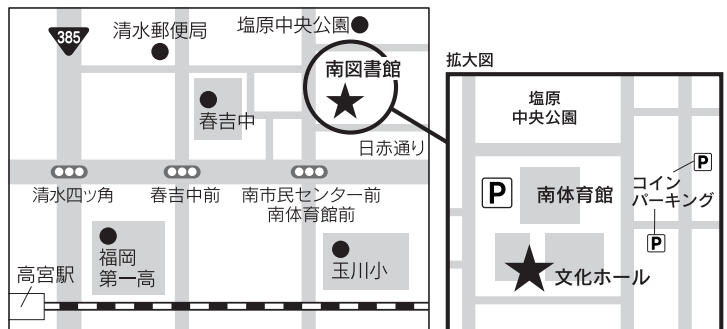 385
清水郵便局
塩原中央公園
南図書館
春吉中
日赤通り
清水四ツ角
春吉中前
南市民センター前
南体育館前
福岡
第一高
玉川小
高宮駅
拡大図
塩原
中央公園
P
南体育館
コイン
パーキング
P
P
文化ホール